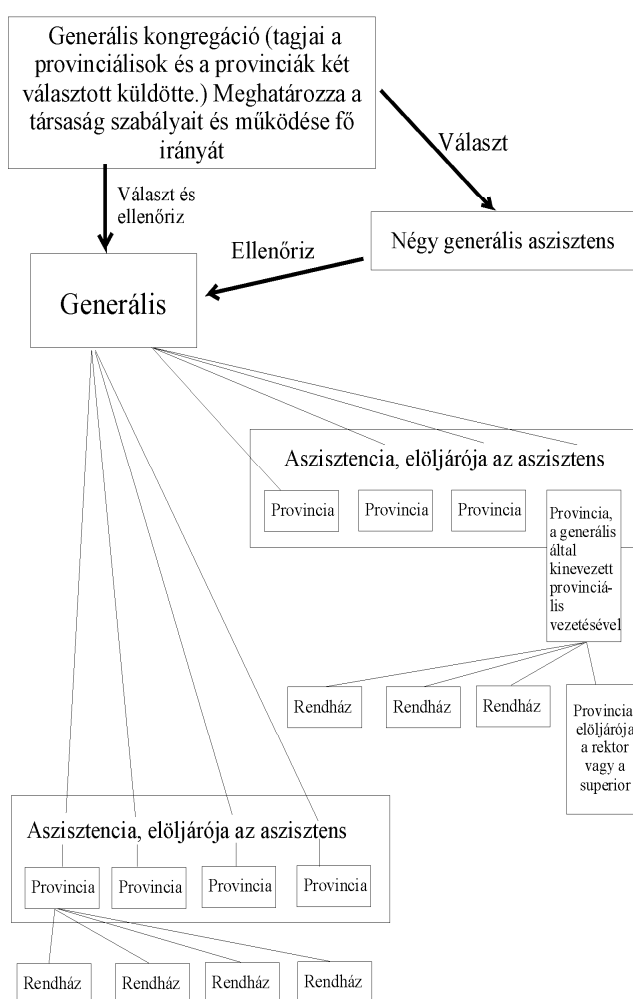 Generális kongregáció (tagjai a
provinciálisok és a provinciák két
választott küldötte.) Meghatározza a
társaság szabályait és működése fő
irányát
Választ
Választ és
ellenőriz
Négy generális aszisztens
Ellenőriz
Generális
Aszisztencia, elöljárója az aszisztens
Provincia
Provincia
Provincia
Provincia,
a generális
által
kinevezett
provinciá-
lis
vezetésével
Rendház
Rendház
Rendház
Provincia
elöljárója
a rektor
vagy a
superior
Aszisztencia, elöljárója az aszisztens
Provincia
Provincia
Provincia
Provincia
Rendház
Rendház
Rendház
Rendház